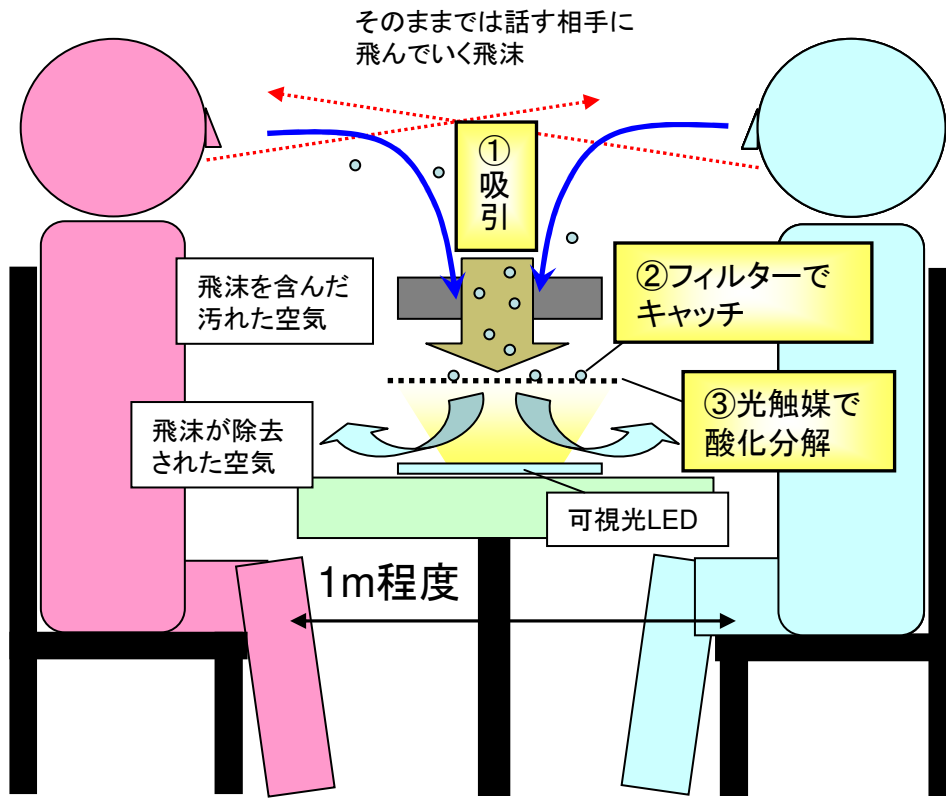 そのままでは話す相手に
飛んでいく飛沫
①
吸
引
飛沫を含んだ
汚れた空気
②フィルターで
キャッチ
③光触媒で
酸化分解
飛沫が除去
された空気
可視光LED
1m程度